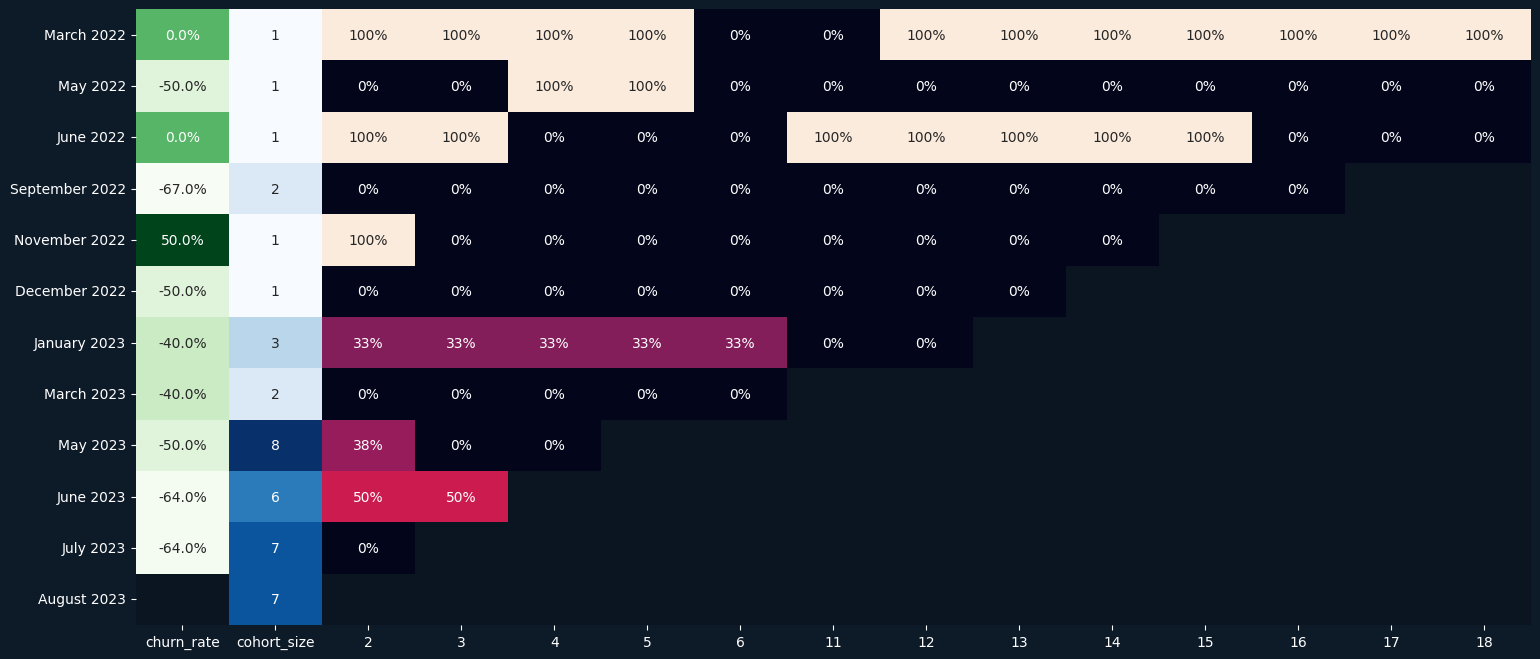 March 2022 0.0% 1 100% 100% 100% 100% 0% 0% 100% 100% 100% 100% 100% 100% 100%
May 2022 -50.0% 1 0% 0% 100% 100% 0% 0% 0% 0% 0% 0% 0% 0% 0%
June 2022 0.0% 1 100% 100% 0% 0% 0% 100% 100% 100% 100% 100% 0% 0% 0%
September 2022 -67.0% 2 0% 0% 0% 0% 0% 0% 0% 0% 0% 0% 0%
November 2022 50.0% 1 100% 0% 0% 0% 0% 0% 0% 0% 0%
December 2022 -50.0% 1 0% 0% 0% 0% 0% 0% 0% 0%
January 2023 -40.0% 3 33% 33% 33% 33% 33% 0% 0%
March 2023 -40.0% 2 0% 0% 0% 0% 0%
May 2023 -50.0% 8 38% 0% 0%
June 2023 -64.0% 6 50% 50%
July 2023 -64.0% 7 0%
August 2023 7
churn_rate cohort_size 2 3 4 5 6 11 12 13 14 15 16 17 18